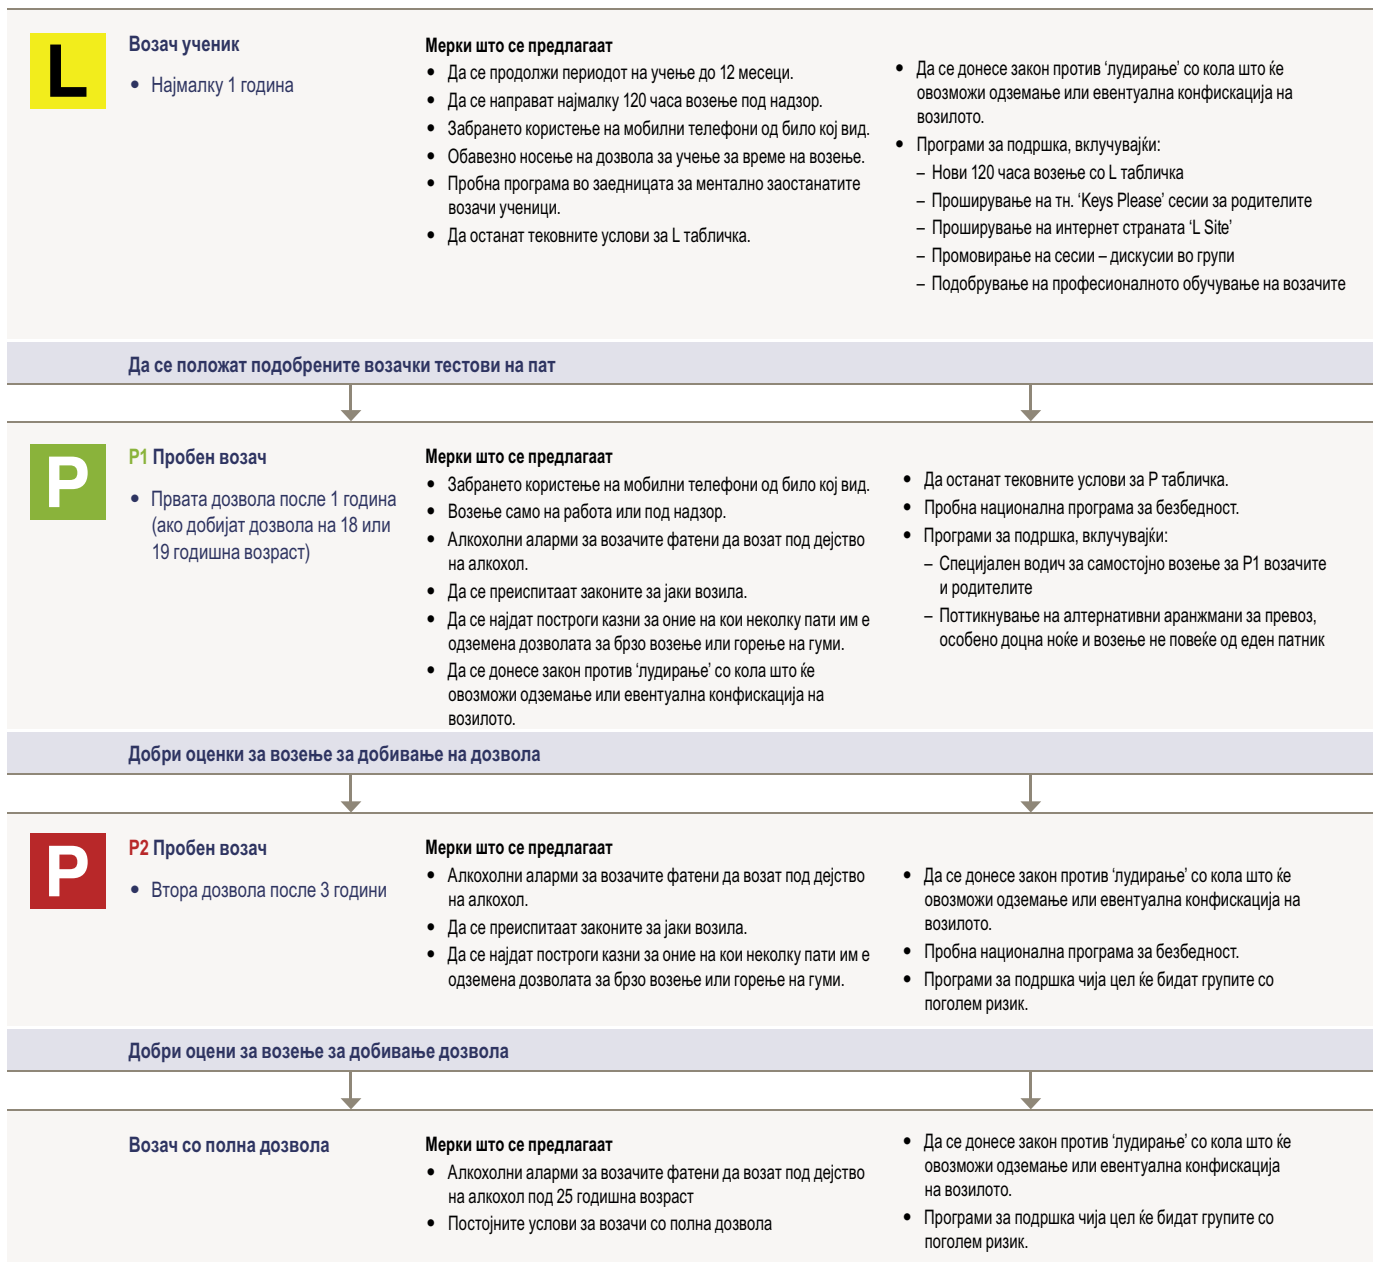 L
Возач ученик
• Најмалку 1 година
Мерки што се предлагаат
• Да се продолжи периодот на учење до 12 месеци.
• Да се направат најмалку 120 часа возење под надзор.
• Забрането користење на мобилни телефони од било кој вид.
• Обавезно носење на дозвола за учење за време на возење.
• Пробна програма во заедницата за ментално заостанатите
возачи ученици.
• Да останат тековните услови за L табличка.
• Да се донесе закон против ‘лудирање’ со кола што ќе
овозможи одземање или евентуална конфискација на
возилото.
• Програми за подршка, вклучувајќи:
– Нови 120 часа возење со L табличка
– Проширување на тн. ‘Keys Please’ сесии за родителите
– Проширување на интернет страната ‘L Site’
– Промовирање на сесии – дискусии во групи
– Подобрување на професионалното обучување на возачите
Да се положат подобрените возачки тестови на пат
P
P1 Пробен возач
• Првата дозвола после 1 година
(ако добијат дозвола на 18 или
19 годишна возраст)
Мерки што се предлагаат
• Забрането користење на мобилни телефони од било кој вид.
• Возење само на работа или под надзор.
• Алкохолни аларми за возачите фатени да возат под дејство
на алкохол.
• Да се преиспитаат законите за јаки возила.
• Да се најдат построги казни за оние на кои неколку пати им е
одземена дозволата за брзо возење или горење на гуми.
• Да се донесе закон против ‘лудирање’ со кола што ќе
овозможи одземање или евентуална конфискација на
возилото.
• Да останат тековните услови за P табличка.
• Пробна национална програма за безбедност.
• Програми за подршка, вклучувајќи:
– Специјален водич за самостојно возење за P1 возачите
и родителите
– Поттикнување на алтернативни аранжмани за превоз,
особено доцна ноќе и возење не повеќе од еден патник
Добри оценки за возење за добивање на дозвола
P
P2 Пробен возач
• Втора дозвола после 3 години
Мерки што се предлагаат
• Алкохолни аларми за возачите фатени да возат под дејство
на алкохол.
• Да се преиспитаат законите за јаки возила.
• Да се најдат построги казни за оние на кои неколку пати им е
одземена дозволата за брзо возење или горење на гуми.
• Да се донесе закон против ‘лудирање’ со кола што ќе
овозможи одземање или евентуална конфискација на
возилото.
• Пробна национална програма за безбедност.
• Програми за подршка чија цел ќе бидат групите со
поголем ризик.
Добри оцени за возење за добивање дозвола
Возач со полна дозвола
Мерки што се предлагаат
• Алкохолни аларми за возачите фатени да возат под дејство
на алкохол под 25 годишна возраст
• Постојните услови за возачи со полна дозвола
• Да се донесе закон против ‘лудирање’ со кола што ќе
овозможи одземање или евентуална конфискација
на возилото.
• Програми за подршка чија цел ќе бидат групите со
поголем ризик.